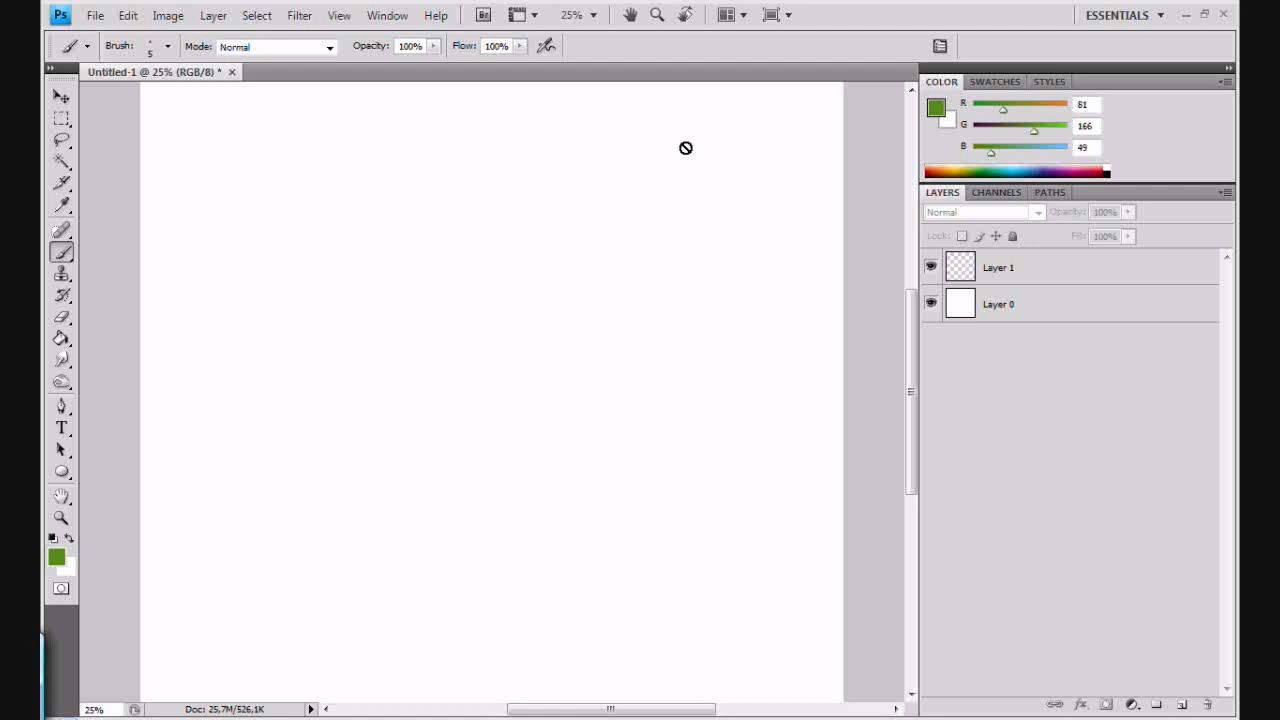 Ps File Edit Image Layer Select Filter View Window Help Br 25% ESSENTIALS
Brush: 5 Mode: Normal Opacity: 100% Flow: 100%
Untitled-1 @ 25% (RGB/8) *
COLOR SWATCHES STYLES
R 81
G 166
B 49
LAYERS CHANNELS PATHS
Normal Opacity: 100%
Lock: Fill: 100%
Layer 1
Layer 0
T
25% Doc: 25,7M/526,1K
fx